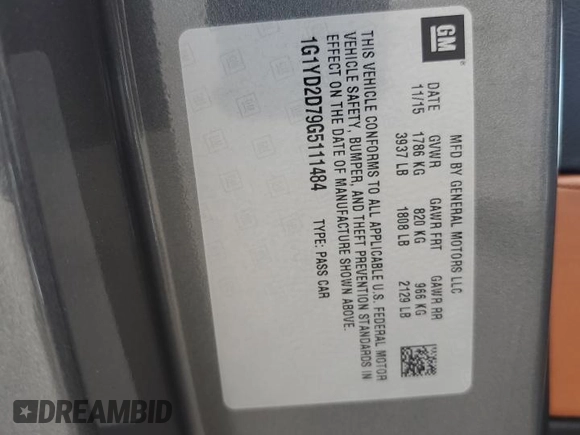 GM
MFD BY GENERAL MOTORS LLC
DATE GVWR GAWR FRT GAWR RR
11/15 1786 KG 820 KG 966 KG
3937 LB 1808 LB 2129 LB
THIS VEHICLE CONFORMS TO ALL APPLICABLE U.S. FEDERAL MOTOR
VEHICLE SAFETY, BUMPER, AND THEFT PREVENTION STANDARDS IN
EFFECT ON THE DATE OF MANUFACTURE SHOWN ABOVE.
1G1YD2D79G5111484 TYPE: PASS CAR
DREAMBID